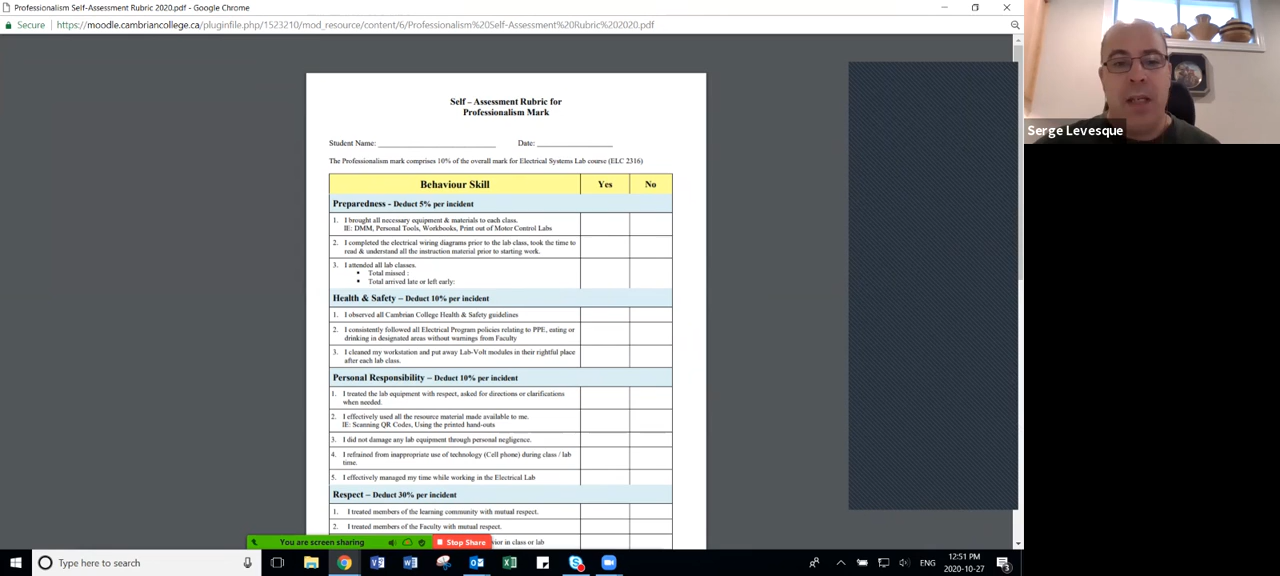 Professionalism Self-Assessment Rubric 2020.pdf - Google Chrome
Secure https://moodle.cambriancollege.ca/pluginfile.php/1523210/mod_resource/content/6/Professionalism%20Self-Assessment%20Rubric%202020.pdf
Self – Assessment Rubric for
Professionalism Mark
Student Name: ____________________ Date: ____________
The Professionalism mark comprises 10% of the overall mark for Electrical Systems Lab course (ELC 2316)
Behaviour Skill Yes No
Preparedness - Deduct 5% per incident
1. I brought all necessary equipment & materials to each class.
IE: DMM, Personal Tools, Workbooks, Print out of Motor Control Labs
2. I completed the electrical wiring diagrams prior to the lab class, took the time to
read & understand all the instruction material prior to starting work.
3. I attended all lab classes.
• Total missed :
• Total arrived late or left early:
Health & Safety – Deduct 10% per incident
1. I observed all Cambrian College Health & Safety guidelines
2. I consistently followed all Electrical Program policies relating to PPE, eating or
drinking in designated areas without warnings from Faculty
3. I cleaned my workstation and put away Lab-Volt modules in their rightful place
after each lab class.
Personal Responsibility – Deduct 10% per incident
1. I treated the lab equipment with respect, asked for directions or clarifications
when needed.
2. I effectively used all the resource material made available to me.
IE: Scanning QR Codes, Using the printed hand-outs
3. I did not damage any lab equipment through personal negligence.
4. I refrained from inappropriate use of technology (Cell phone) during class / lab
time.
5. I effectively managed my time while working in the Electrical Lab
Respect – Deduct 30% per incident
1. I treated members of the learning community with mutual respect.
2. I treated members of the Faculty with mutual respect.
in class or lab
You are screen sharing Stop Share
Serge Levesque
Type here to search
ENG
12:51 PM
2020-10-27
3